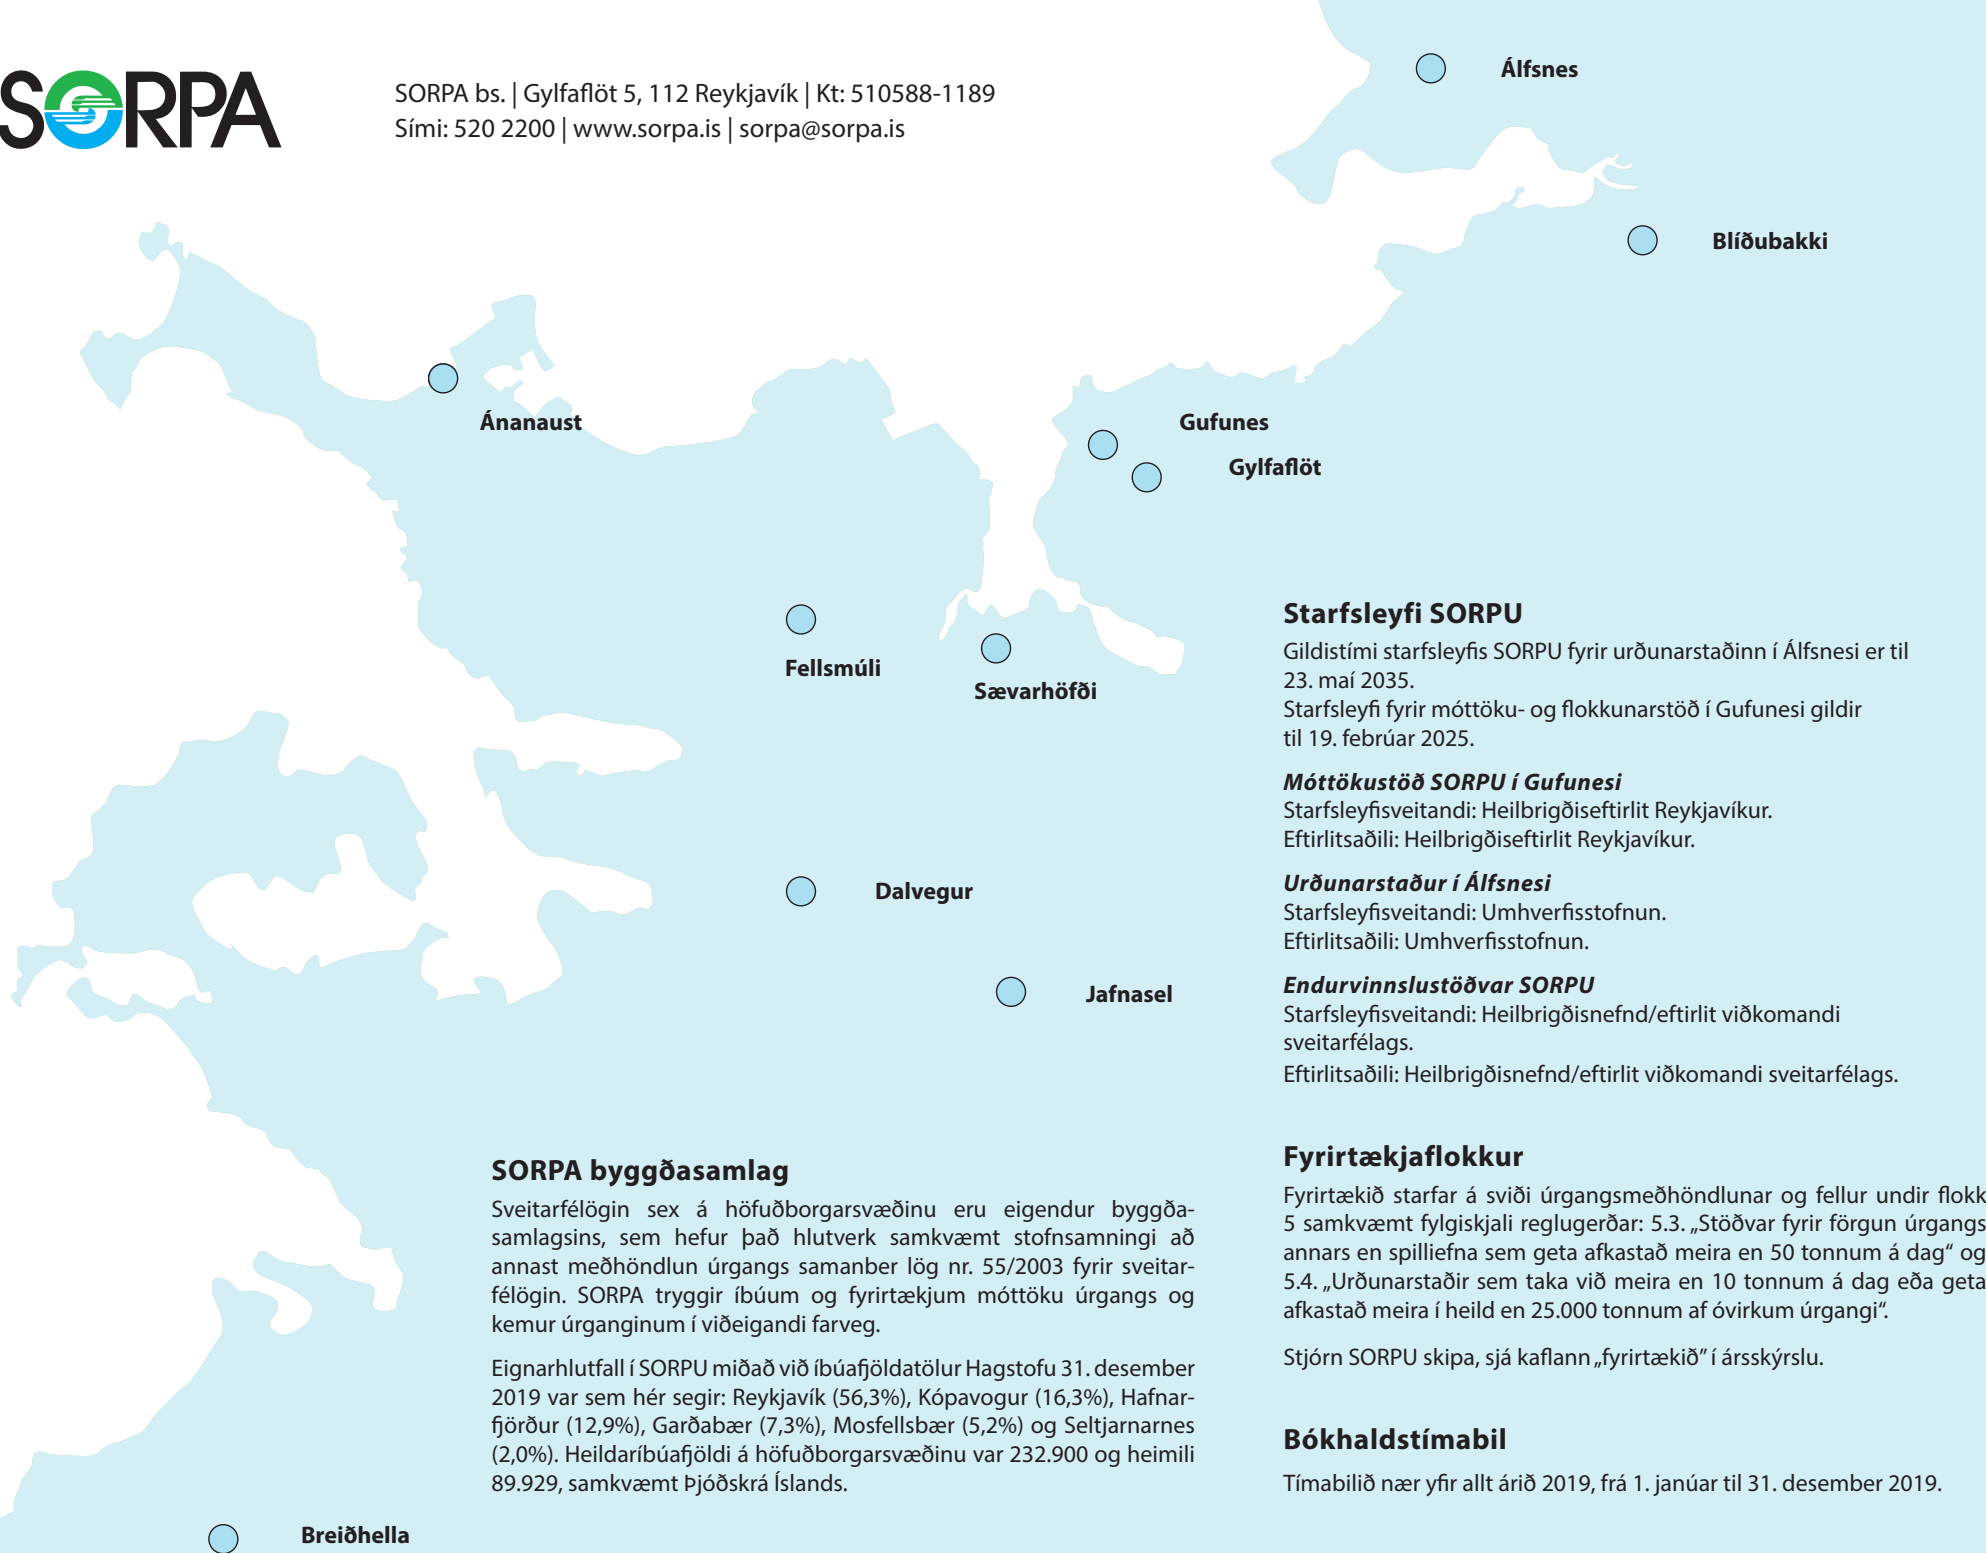 SORPA
SORPA bs. | Gylfaflöt 5, 112 Reykjavík | Kt: 510588-1189
Sími: 520 2200 | www.sorpa.is | sorpa@sorpa.is
Álfsnes
Blíðubakki
Ánanaust
Gufunes
Gylfaflöt
Fellsmúli
Sævarhöfði
Dalvegur
Jafnasel
Breiðhella
SORPA byggðasamlag
Sveitarfélögin sex á höfuðborgarsvæðinu eru eigendur byggða-
samlagsins, sem hefur það hlutverk samkvæmt stofnsamningi að
annast meðhöndlun úrgangs samanber lög nr. 55/2003 fyrir sveitar-
félögin. SORPA tryggir íbúum og fyrirtækjum móttöku úrgangs og
kemur úrganginum í viðeigandi farveg.
Eignarhlutfall í SORPU miðað við íbúafjöldatölur Hagstofu 31. desember
2019 var sem hér segir: Reykjavík (56,3%), Kópavogur (16,3%), Hafnar-
fjörður (12,9%), Garðabær (7,3%), Mosfellsbær (5,2%) og Seltjarnarnes
(2,0%). Heildaríbúafjöldi á höfuðborgarsvæðinu var 232.900 og heimili
89.929, samkvæmt Þjóðskrá Íslands.
Starfsleyfi SORPU
Gildistími starfsleyfis SORPU fyrir urðunarstaðinn í Álfsnesi er til
23. maí 2035.
Starfsleyfi fyrir móttöku- og flokkunarstöð í Gufunesi gildir
til 19. febrúar 2025.
Móttökustöð SORPU í Gufunesi
Starfsleyfisveitandi: Heilbrigðiseftirlit Reykjavíkur.
Eftirlitsaðili: Heilbrigðiseftirlit Reykjavíkur.
Urðunarstaður í Álfsnesi
Starfsleyfisveitandi: Umhverfisstofnun.
Eftirlitsaðili: Umhverfisstofnun.
Endurvinnslustöðvar SORPU
Starfsleyfisveitandi: Heilbrigðisnefnd/eftirlit viðkomandi
sveitarfélags.
Eftirlitsaðili: Heilbrigðisnefnd/eftirlit viðkomandi sveitarfélags.
Fyrirtækjaflokkur
Fyrirtækið starfar á sviði úrgangsmeðhöndlunar og fellur undir flokk
5 samkvæmt fylgiskjali reglugerðar: 5.3. „Stöðvar fyrir förgun úrgangs
annars en spilliefna sem geta afkastað meira en 50 tonnum á dag“ og
5.4. „Urðunarstaðir sem taka við meira en 10 tonnum á dag eða geta
afkastað meira í heild en 25.000 tonnum af óvirkum úrgangi“.
Stjórn SORPU skipa, sjá kaflann „fyrirtækið” í ársskýrslu.
Bókhaldstímabil
Tímabilið nær yfir allt árið 2019, frá 1. janúar til 31. desember 2019.